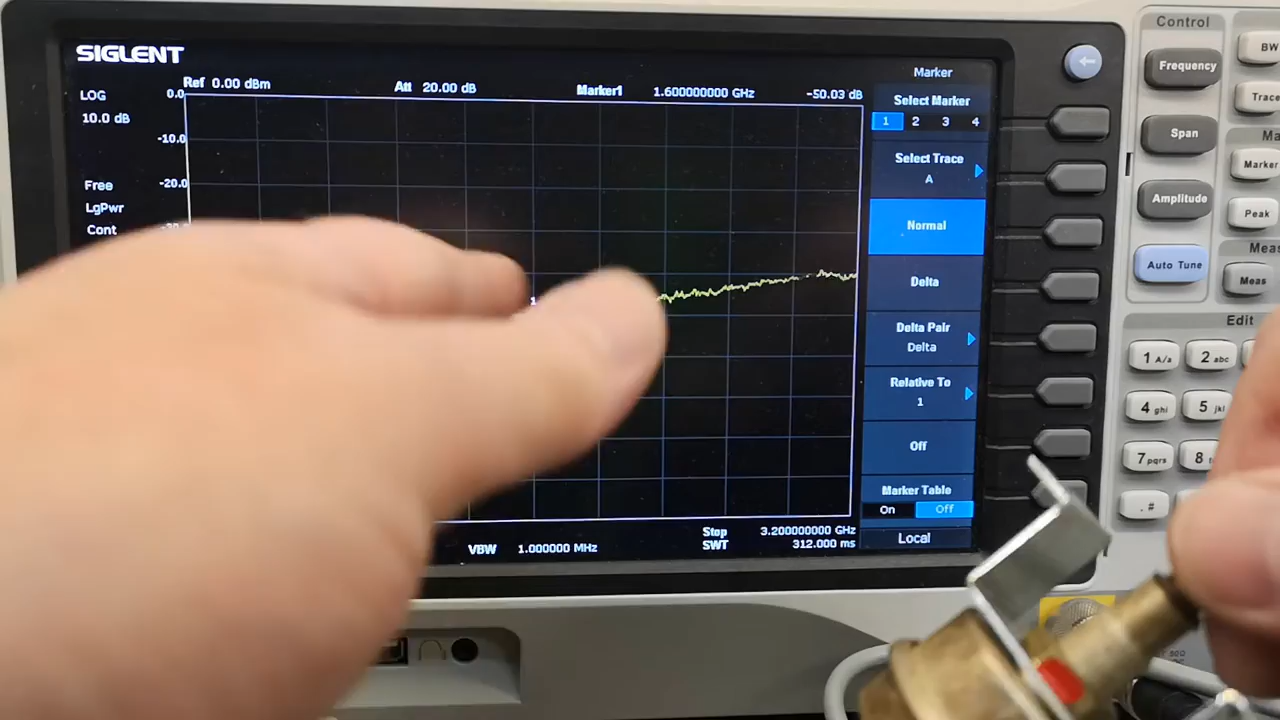 SIGLENT
Ref 0.00 dBm
Att 20.00 dB
Marker1 1.600000000 GHz -50.03 dB
LOG
10.0 dB
Free
LgPwr
Cont
0.0
-10.0
-20.0
1
VBW 1.000000 MHz
Stop 3.200000000 GHz
SWT 312.000 ms
Marker
Select Marker
1 2 3 4
Select Trace
A
Normal
Delta
Delta Pair
Delta
Relative To
1
Off
Marker Table
On Off
Local
Control
Frequency
BW
Span
Trace
Marker
Amplitude
Peak
Auto Tune
Meas
Edit
1 A/a
2 abc
4 ghi
5 jkl
7 pqrs
8
. #